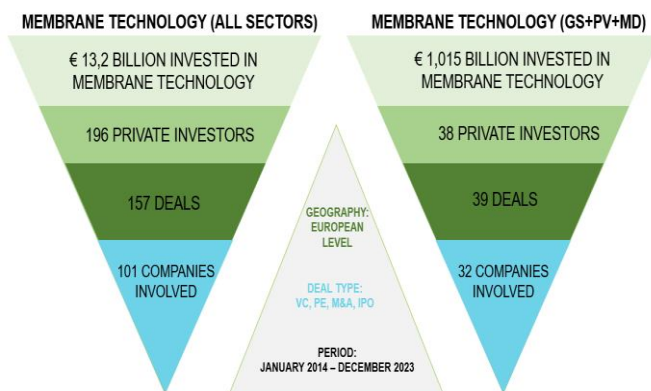 MEMBRANE TECHNOLOGY (ALL SECTORS)
€ 13,2 BILLION INVESTED IN
MEMBRANE TECHNOLOGY
196 PRIVATE INVESTORS
157 DEALS
101 COMPANIES
INVOLVED
GEOGRAPHY:
EUROPEAN
LEVEL
DEAL TYPE:
VC, PE, M&A, IPO
PERIOD:
JANUARY 2014 – DECEMBER 2023
MEMBRANE TECHNOLOGY (GS+PV+MD)
€ 1,015 BILLION INVESTED IN
MEMBRANE TECHNOLOGY
38 PRIVATE INVESTORS
39 DEALS
32 COMPANIES
INVOLVED